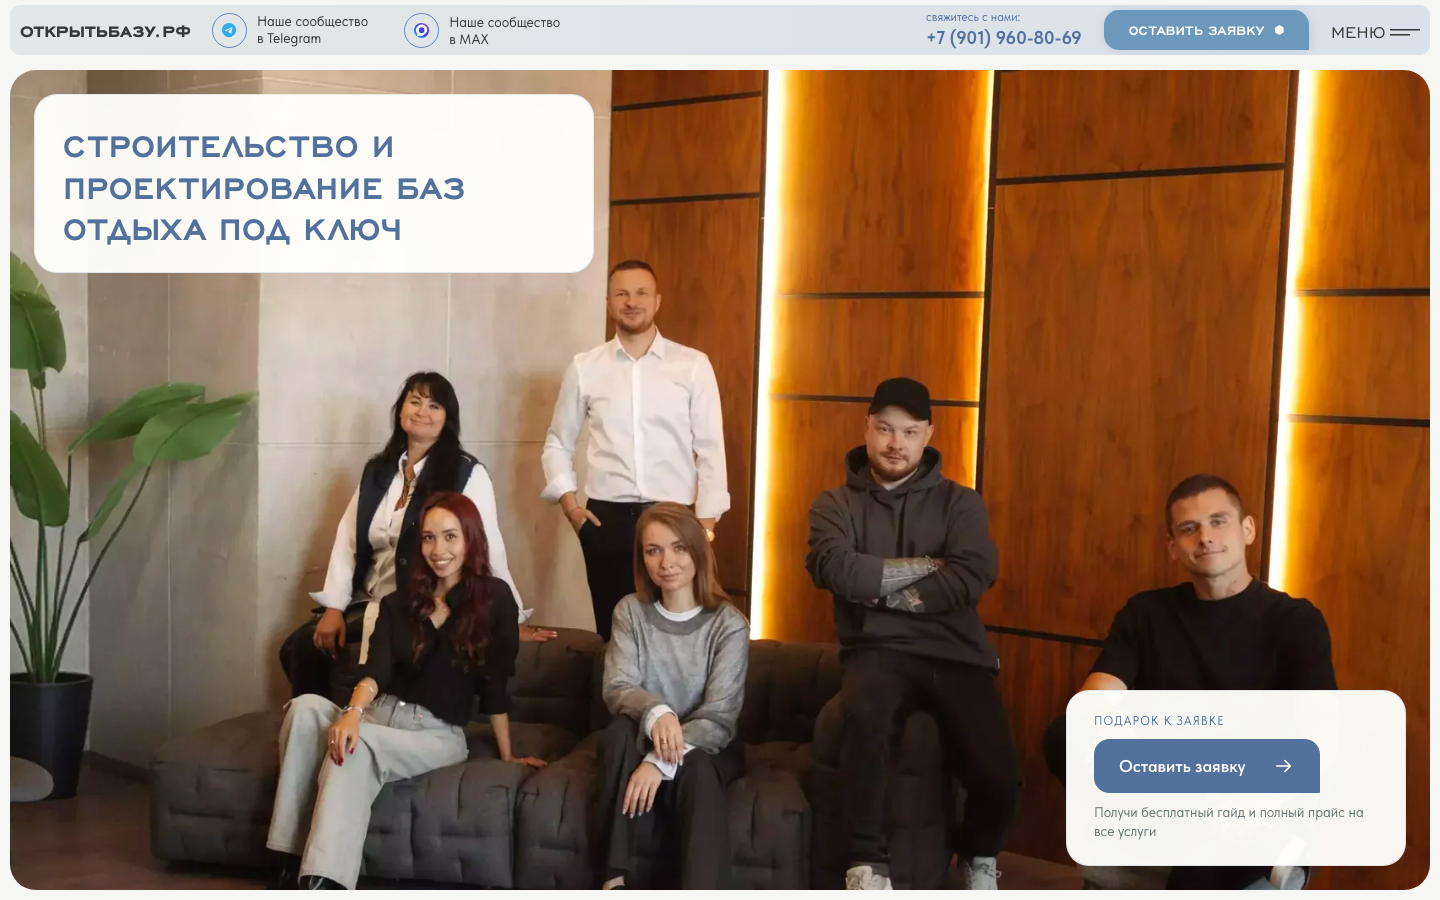 ОТКРЫТЬБАЗУ.РФ
Наше сообщество
в Telegram
Наше сообщество
в MAX
свяжитесь с нами:
+7 (901) 960-80-69
ОСТАВИТЬ ЗАЯВКУ
МЕНЮ
СТРОИТЕЛЬСТВО И
ПРОЕКТИРОВАНИЕ БАЗ
ОТДЫХА ПОД КЛЮЧ
ПОДАРОК К ЗАЯВКЕ
Оставить заявку
Получи бесплатный гайд и полный прайс на
все услуги